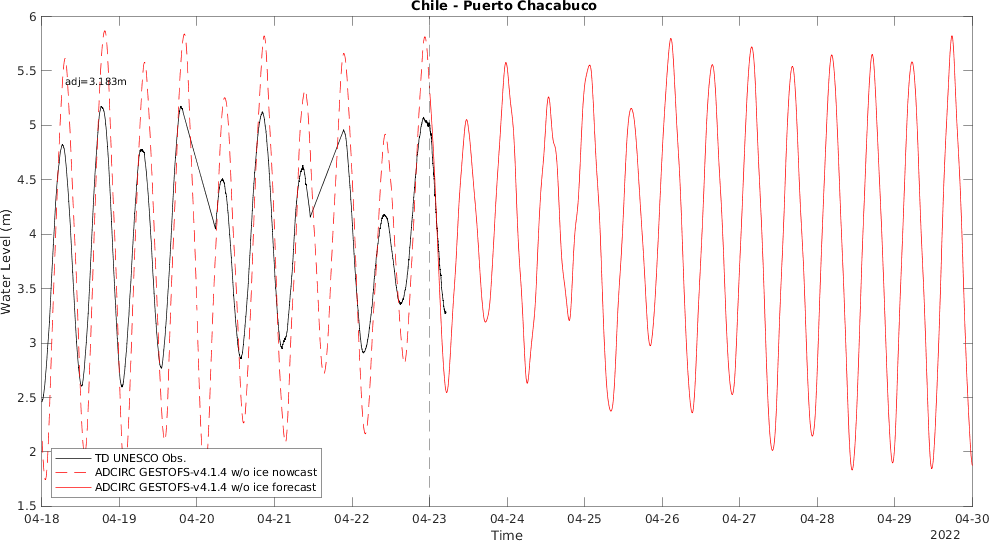 Chile - Puerto Chacabuco
6
5.5
5
4.5
4
3.5
3
2.5
2
1.5
Water Level (m)
adj=3.183m
TD UNESCO Obs.
ADCIRC GESTOFS-v4.1.4 w/o ice nowcast
ADCIRC GESTOFS-v4.1.4 w/o ice forecast
04-18 04-19 04-20 04-21 04-22 04-23 04-24 04-25 04-26 04-27 04-28 04-29 04-30
Time
2022